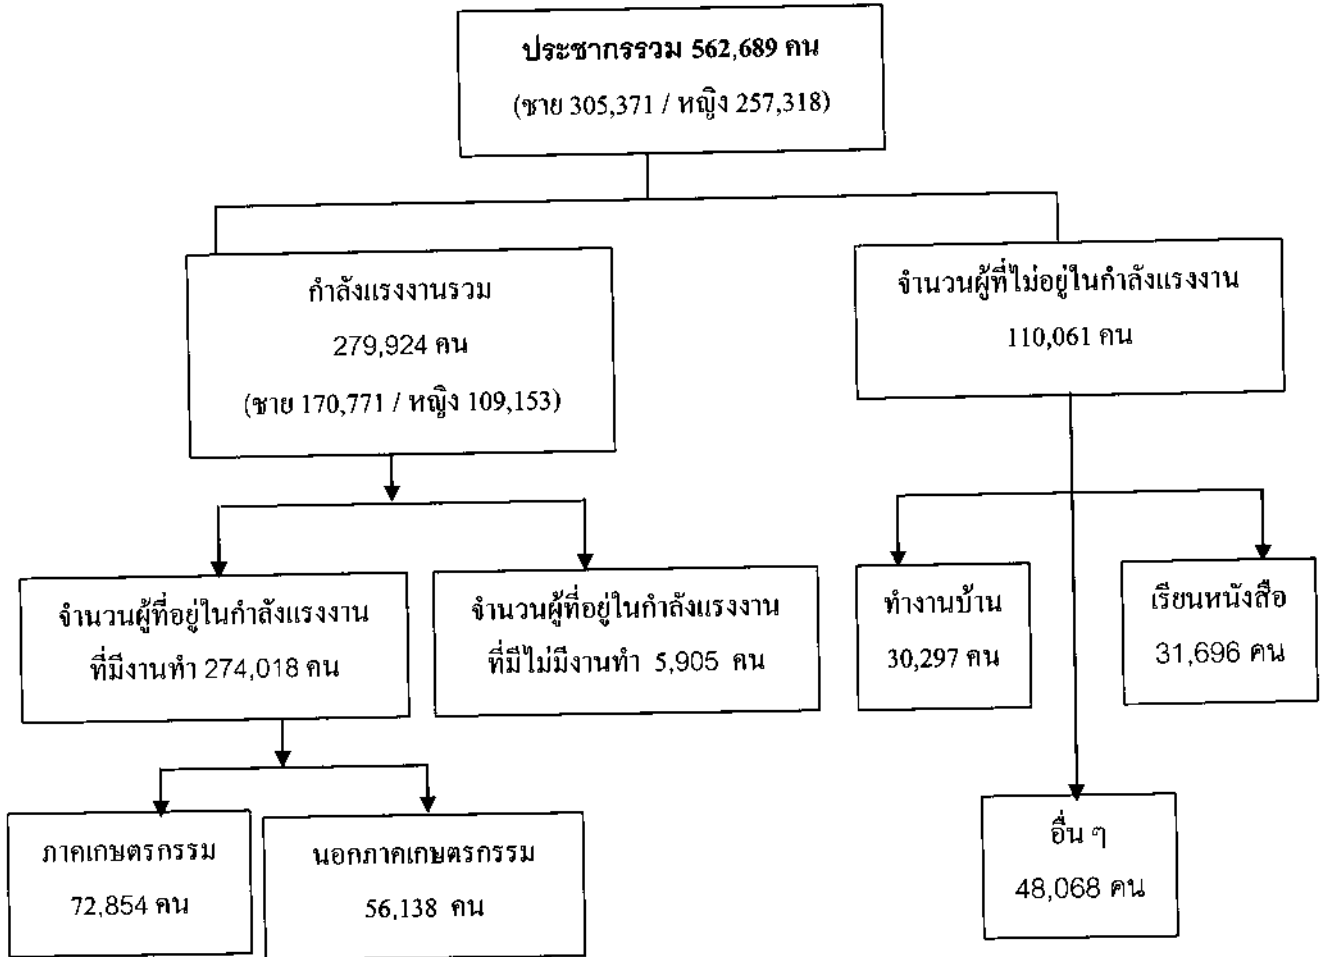 ประชากรรวม 562,689 คน
(ชาย 305,371 / หญิง 257,318)
กำลังแรงงานรวม
279,924 คน
(ชาย 170,771 / หญิง 109,153)
จำนวนผู้ที่ไม่อยู่ในกำลังแรงงาน
110,061 คน
จำนวนผู้ที่อยู่ในกำลังแรงงาน
ที่มีงานทำ 274,018 คน
จำนวนผู้ที่อยู่ในกำลังแรงงาน
ที่มีไม่มีงานทำ 5,905 คน
ทำงานบ้าน
30,297 คน
เรียนหนังสือ
31,696 คน
ภาคเกษตรกรรม
72,854 คน
นอกภาคเกษตรกรรม
56,138 คน
อื่น ๆ
48,068 คน